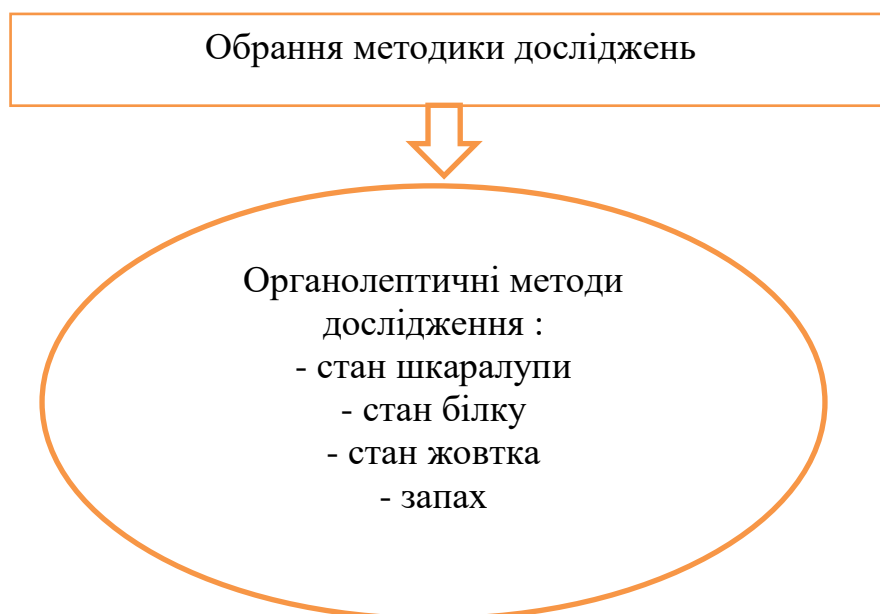 Обрання методики досліджень
Органолептичні методи
дослідження :
- стан шкаралупи
- стан білку
- стан жовтка
- запах